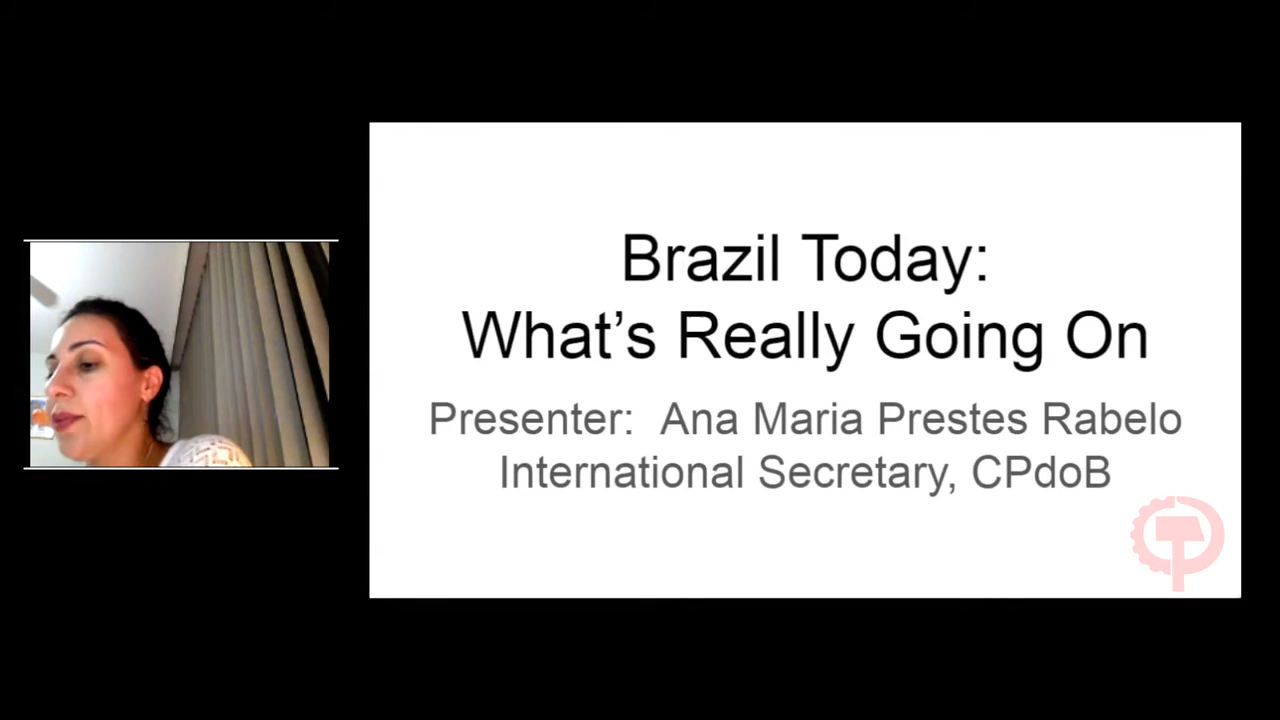 Brazil Today:
What’s Really Going On
Presenter: Ana Maria Prestes Rabelo
International Secretary, CPdoB